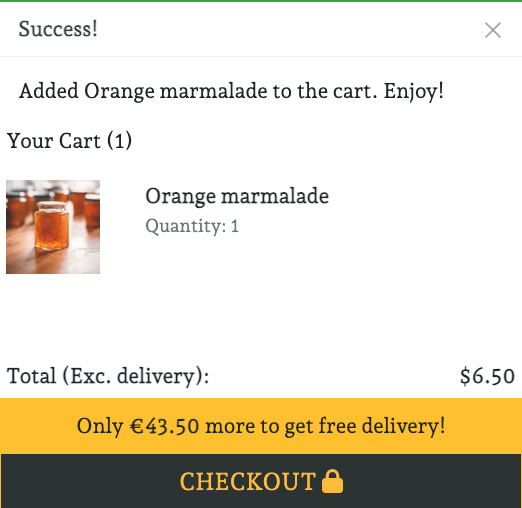 Success!
Added Orange marmalade to the cart. Enjoy!
Your Cart (1)
Orange marmalade
Quantity: 1
Total (Exc. delivery): $6.50
Only €43.50 more to get free delivery!
CHECKOUT